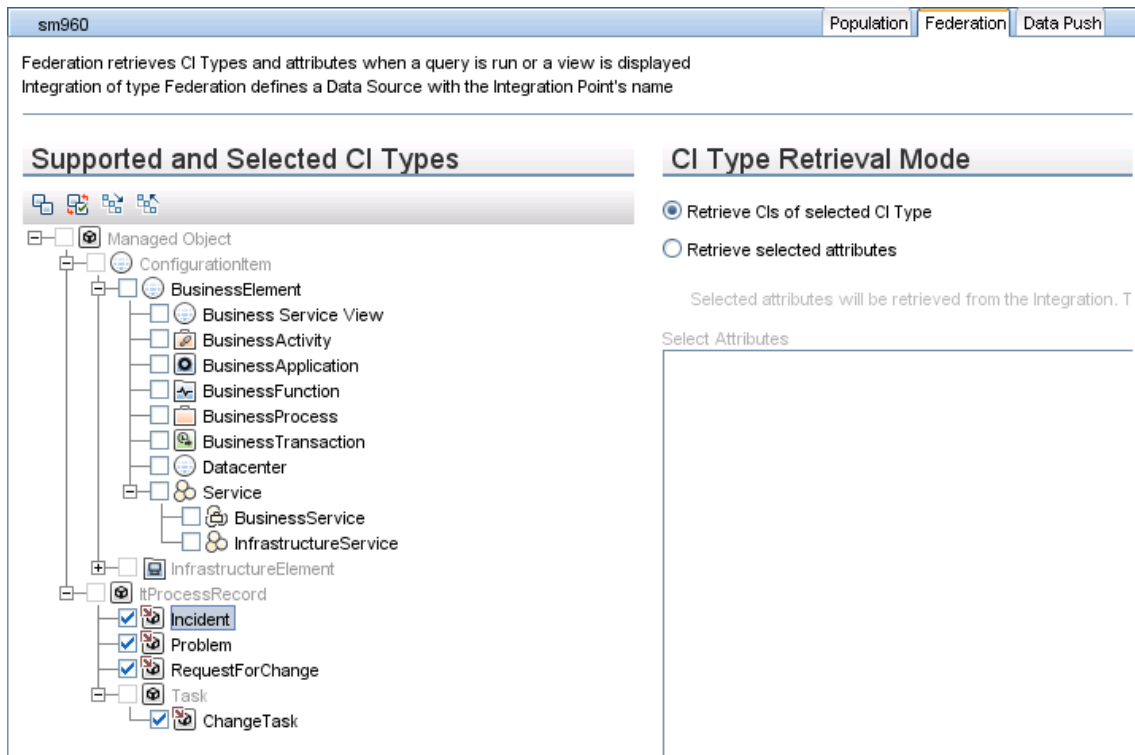 sm960
Population Federation Data Push
Federation retrieves CI Types and attributes when a query is run or a view is displayed
Integration of type Federation defines a Data Source with the Integration Point's name
Supported and Selected CI Types
Managed Object
ConfigurationItem
BusinessElement
Business Service View
BusinessActivity
BusinessApplication
BusinessFunction
BusinessProcess
BusinessTransaction
Datacenter
Service
BusinessService
InfrastructureService
InfrastructureElement
ItProcessRecord
Incident
Problem
RequestForChange
Task
ChangeTask
CI Type Retrieval Mode
Retrieve CIs of selected CI Type
Retrieve selected attributes
Selected attributes will be retrieved from the Integration. T
Select Attributes